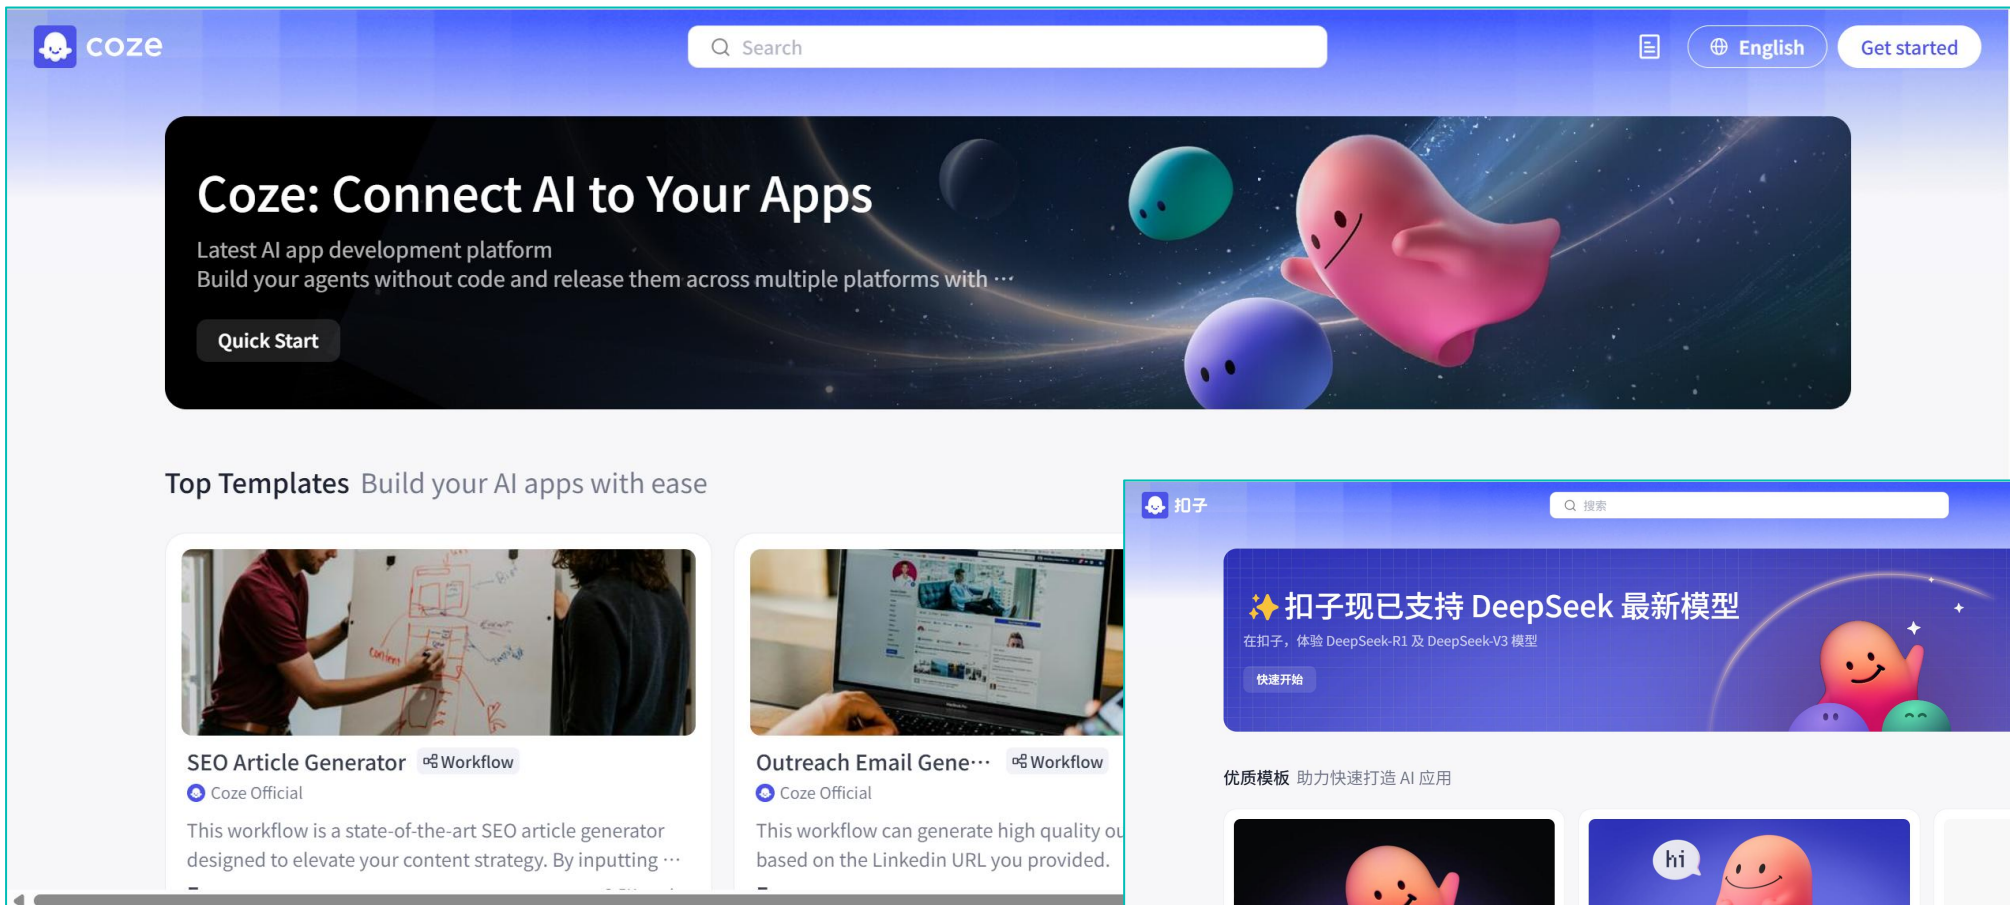 coze
Search
English
Get started
Coze: Connect AI to Your Apps
Latest AI app development platform
Build your agents without code and release them across multiple platforms with ···
Quick Start
Top Templates Build your AI apps with ease
SEO Article Generator Workflow
Coze Official
This workflow is a state-of-the-art SEO article generator
designed to elevate your content strategy. By inputting ···
Outreach Email Gene··· Workflow
Coze Official
This workflow can generate high quality ou
based on the Linkedin URL you provided.
扣子
搜索
✨扣子现已支持 DeepSeek 最新模型
在扣子，体验 DeepSeek-R1 及 DeepSeek-V3 模型
快速开始
优质模板 助力快速打造 AI 应用
hi